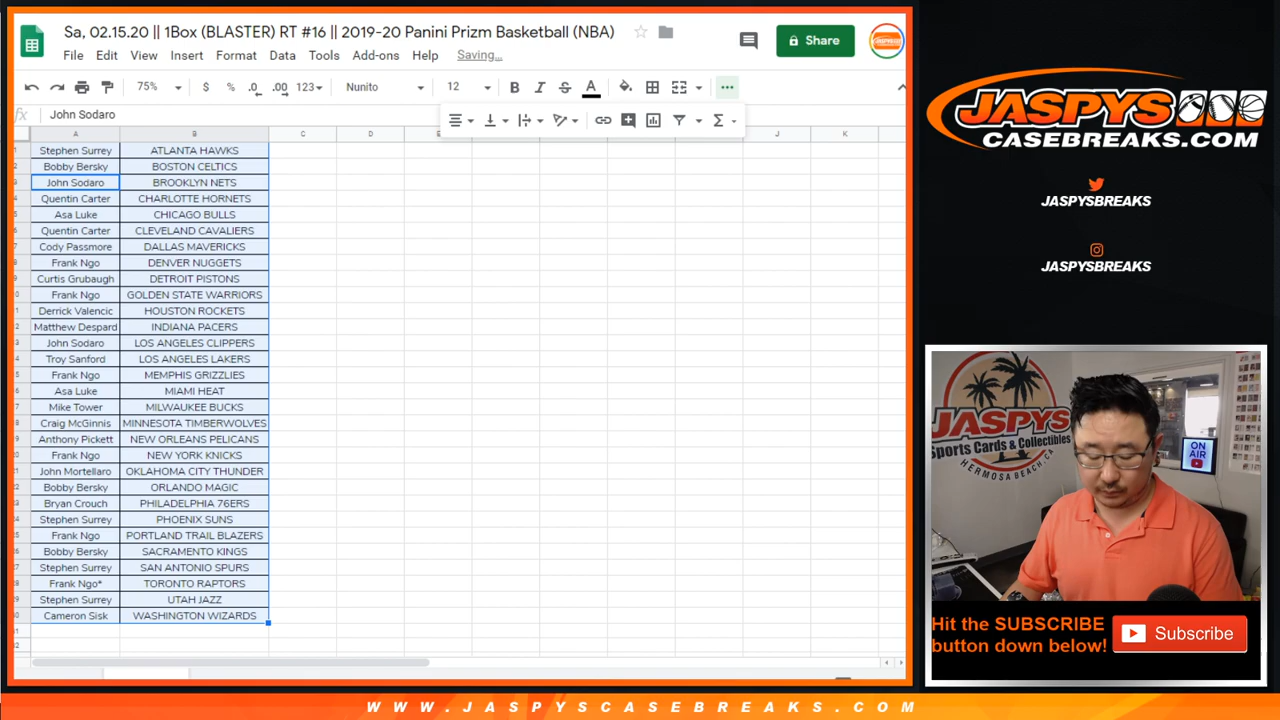 Sa, 02.15.20 || 1Box (BLASTER) RT #16 || 2019-20 Panini Prizm Basketball (NBA)
File Edit View Insert Format Data Tools Add-ons Help Saving...
Share
75% $ % .0 .00 123 Nunito 12 B I S A
fx John Sodaro
A B C D J K
Stephen Surrey ATLANTA HAWKS
2 Bobby Bersky BOSTON CELTICS
3 John Sodaro BROOKLYN NETS
Quentin Carter CHARLOTTE HORNETS
Asa Luke CHICAGO BULLS
Quentin Carter CLEVELAND CAVALIERS
Cody Passmore DALLAS MAVERICKS
Frank Ngo DENVER NUGGETS
Curtis Grubaugh DETROIT PISTONS
Frank Ngo GOLDEN STATE WARRIORS
Derrick Valencic HOUSTON ROCKETS
Matthew Despard INDIANA PACERS
John Sodaro LOS ANGELES CLIPPERS
Troy Sanford LOS ANGELES LAKERS
Frank Ngo MEMPHIS GRIZZLIES
Asa Luke MIAMI HEAT
Mike Tower MILWAUKEE BUCKS
Craig McGinnis MINNESOTA TIMBERWOLVES
Anthony Pickett NEW ORLEANS PELICANS
Frank Ngo NEW YORK KNICKS
John Mortellaro OKLAHOMA CITY THUNDER
Bobby Bersky ORLANDO MAGIC
Bryan Crouch PHILADELPHIA 76ERS
Stephen Surrey PHOENIX SUNS
Frank Ngo PORTLAND TRAIL BLAZERS
Bobby Bersky SACRAMENTO KINGS
Stephen Surrey SAN ANTONIO SPURS
Frank Ngo* TORONTO RAPTORS
Stephen Surrey UTAH JAZZ
Cameron Sisk WASHINGTON WIZARDS
JASPYS
CASEBREAKS.COM
JASPYSBREAKS
JASPYSBREAKS
JASPYS
Sports Cards & Collectibles
HERMOSA BEACH, CA
ON
AIR
Hit the SUBSCRIBE
button down below!
Subscribe
WWW.JASPYSCASEBREAKS.COM